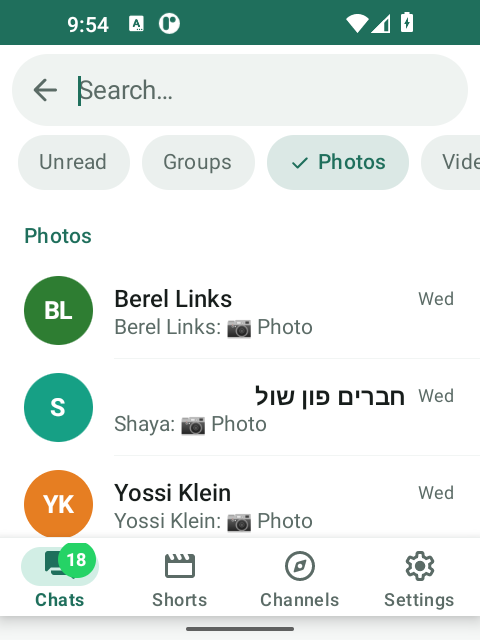 9:54
A
Search…
Unread
Groups
Photos
Vide
Photos
BL
Berel Links
Wed
Berel Links: 📷 Photo
S
חברים פון שול
Wed
Shaya: 📷 Photo
YK
Yossi Klein
Wed
Yossi Klein: 📷 Photo
18
Chats
Shorts
Channels
Settings